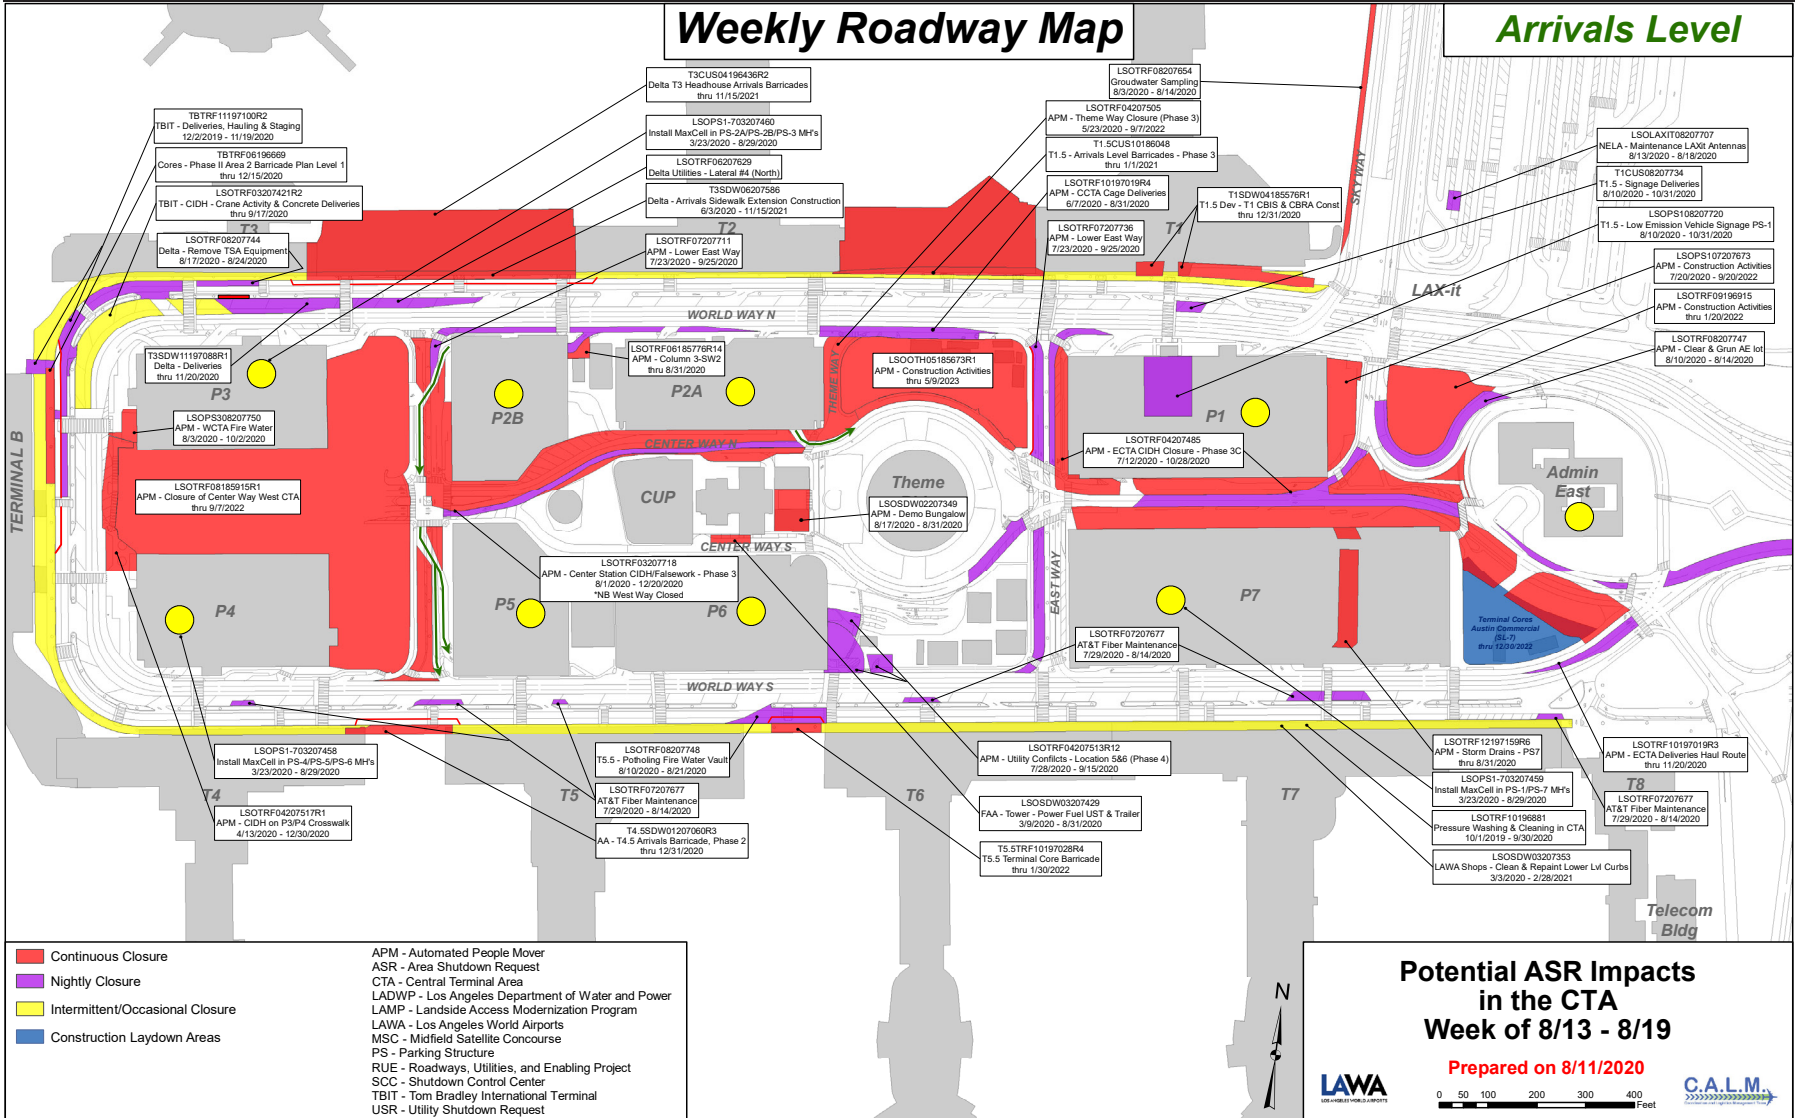 Weekly Roadway Map
Arrivals Level
T3CUS04196436R2
Delta T3 Headhouse Arrivals Barricades
thru 11/15/2021
LSOTRF08207654
Groudwater Sampling
8/3/2020 - 8/14/2020
TBTRF11197100R2
TBIT - Deliveries, Hauling & Staging
12/2/2019 - 11/19/2020
LSOPS1-703207460
Install MaxCell in PS-2A/PS-2B/PS-3 MH's
3/23/2020 - 8/29/2020
LSOTRF04207505
APM - Theme Way Closure (Phase 3)
5/23/2020 - 9/7/2022
LSOLAXIT08207707
NELA - Maintenance LAXit Antennas
8/13/2020 - 8/18/2020
TBTRF06196669
Cores - Phase II Area 2 Barricade Plan Level 1
thru 12/15/2020
LSOTRF06207629
Delta Utilities - Lateral #4 (North)
T1.5CUS10186048
T1.5 - Arrivals Level Barricades - Phase 3
thru 1/1/2021
T1CUS08207734
T1.5 - Signage Deliveries
8/10/2020 - 10/31/2020
LSOTRF03207421R2
TBIT - CIDH - Crane Activity & Concrete Deliveries
thru 9/17/2020
T3SDW06207586
Delta - Arrivals Sidewalk Extension Construction
6/3/2020 - 11/15/2021
LSOTRF10197019R4
APM - CCTA Cage Deliveries
6/7/2020 - 8/31/2020
T1SDW04185576R1
T1.5 Dev - T1 CBIS & CBRA Const
thru 12/31/2020
LSOPS108207720
T1.5 - Low Emission Vehicle Signage PS-1
8/10/2020 - 10/31/2020
SKY WAY
T3
T2
T1
LSOTRF08207744
Delta - Remove TSA Equipment
8/17/2020 - 8/24/2020
LSOTRF07207711
APM - Lower East Way
7/23/2020 - 9/25/2020
LSOTRF07207736
APM - Lower East Way
7/23/2020 - 9/25/2020
LSOPS107207673
APM - Construction Activities
7/20/2020 - 9/20/2022
LAX-it
LSOTRF09196915
APM - Construction Activities
thru 1/20/2022
WORLD WAY N
LSOTRF08207747
APM - Clear & Grun AE lot
8/10/2020 - 8/14/2020
T3SDW11197088R1
Delta - Deliveries
thru 11/20/2020
LSOTRF06185776R14
APM - Column 3-SW2
thru 8/31/2020
LSOOTH05185673R1
APM - Construction Activities
thru 5/9/2023
THEME WAY
P3
P2B
P2A
P1
LSOPS308207750
APM - WCTA Fire Water
8/3/2020 - 10/2/2020
CENTER WAY N
LSOTRF04207485
APM - ECTA CIDH Closure - Phase 3C
7/12/2020 - 10/28/2020
TERMINAL B
LSOTRF08185915R1
APM - Closure of Center Way West CTA
thru 9/7/2022
CUP
Theme
Admin
East
LSOSDW02207349
APM - Demo Bungalow
8/17/2020 - 8/31/2020
CENTER WAY S
LSOTRF03207718
APM - Center Station CIDH/Falsework - Phase 3
8/1/2020 - 12/20/2020
*NB West Way Closed
EAST WAY
P4
P5
P6
P7
Terminal Cores
Austin Commercial
(SL-7)
thru 12/30/2022
LSOTRF07207677
AT&T Fiber Maintenance
7/29/2020 - 8/14/2020
WORLD WAY S
LSOPS1-703207458
Install MaxCell in PS-4/PS-5/PS-6 MH's
3/23/2020 - 8/29/2020
LSOTRF08207748
T5.5 - Potholing Fire Water Vault
8/10/2020 - 8/21/2020
LSOTRF04207513R12
APM - Utility Confilcts - Location 5&6 (Phase 4)
7/28/2020 - 9/15/2020
LSOTRF12197159R6
APM - Storm Drains - PS7
thru 8/31/2020
LSOTRF10197019R3
APM - ECTA Deliveries Haul Route
thru 11/20/2020
T4
T5
T6
T7
T8
LSOTRF07207677
AT&T Fiber Maintenance
7/29/2020 - 8/14/2020
LSOPS1-703207459
Install MaxCell in PS-1/PS-7 MH's
3/23/2020 - 8/29/2020
LSOTRF07207677
AT&T Fiber Maintenance
7/29/2020 - 8/14/2020
LSOTRF04207517R1
APM - CIDH on P3/P4 Crosswalk
4/13/2020 - 12/30/2020
LSOSDW03207429
FAA - Tower - Power Fuel UST & Trailer
3/9/2020 - 8/31/2020
LSOTRF10196881
Pressure Washing & Cleaning in CTA
10/1/2019 - 9/30/2020
T4.5SDW01207060R3
AA - T4.5 Arrivals Barricade, Phase 2
thru 12/31/2020
T5.5TRF10197028R4
T5.5 Terminal Core Barricade
thru 1/30/2022
LSOSDW03207353
LAWA Shops - Clean & Repaint Lower Lvl Curbs
3/3/2020 - 2/28/2021
Telecom
Bldg
Continuous Closure
Nightly Closure
Intermittent/Occasional Closure
Construction Laydown Areas
APM - Automated People Mover
ASR - Area Shutdown Request
CTA - Central Terminal Area
LADWP - Los Angeles Department of Water and Power
LAMP - Landside Access Modernization Program
LAWA - Los Angeles World Airports
MSC - Midfield Satellite Concourse
PS - Parking Structure
RUE - Roadways, Utilities, and Enabling Project
SCC - Shutdown Control Center
TBIT - Tom Bradley International Terminal
USR - Utility Shutdown Request
N
Potential ASR Impacts
in the CTA
Week of 8/13 - 8/19
Prepared on 8/11/2020
LAWA
LOS ANGELES WORLD AIRPORTS
0 50 100 200 300 400
Feet
C.A.L.M.